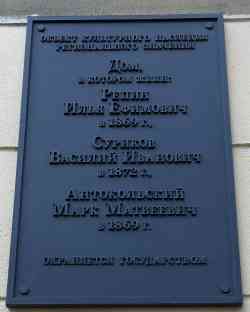 Объект культурного наследия
регионального значения
Дом,
в котором жили:
Репин
Илья Ефимович
в 1869 г.,
Суриков
Василий Иванович
в 1872 г.,
Антокольский
Марк Матвеевич
в 1869 г.
Охраняется государством